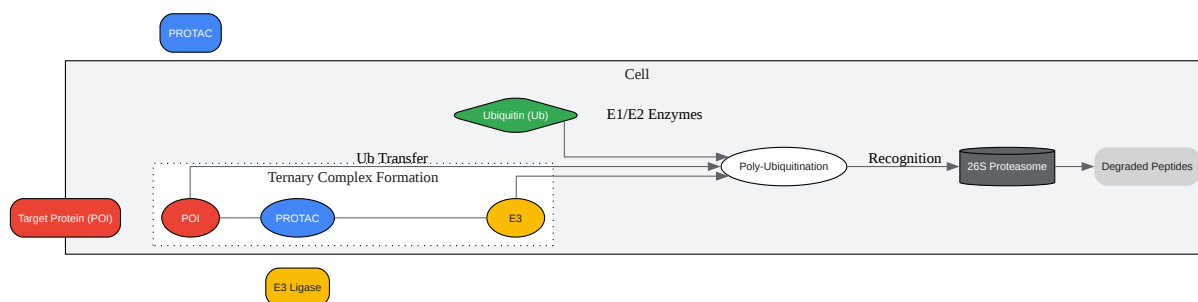 PROTAC
Cell
Ubiquitin (Ub)
E1/E2 Enzymes
Ub Transfer
Poly-Ubiquitination
Recognition
26S Proteasome
Degraded Peptides
Ternary Complex Formation
Target Protein (POI)
POI
PROTAC
E3
E3 Ligase